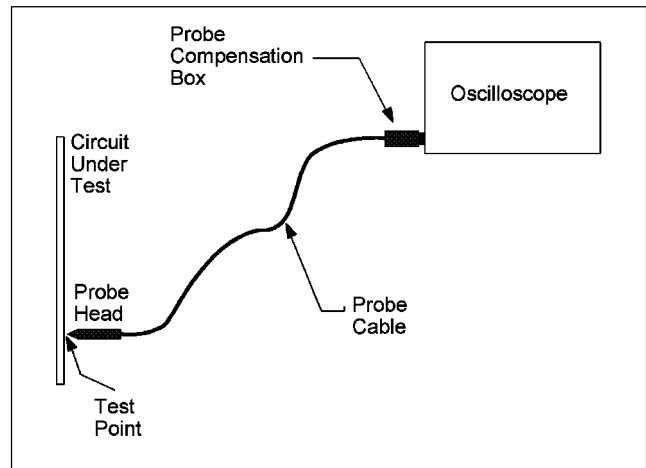 Probe
Compensation
Box
Oscilloscope
Circuit
Under
Test
Probe
Head
Probe
Cable
Test
Point